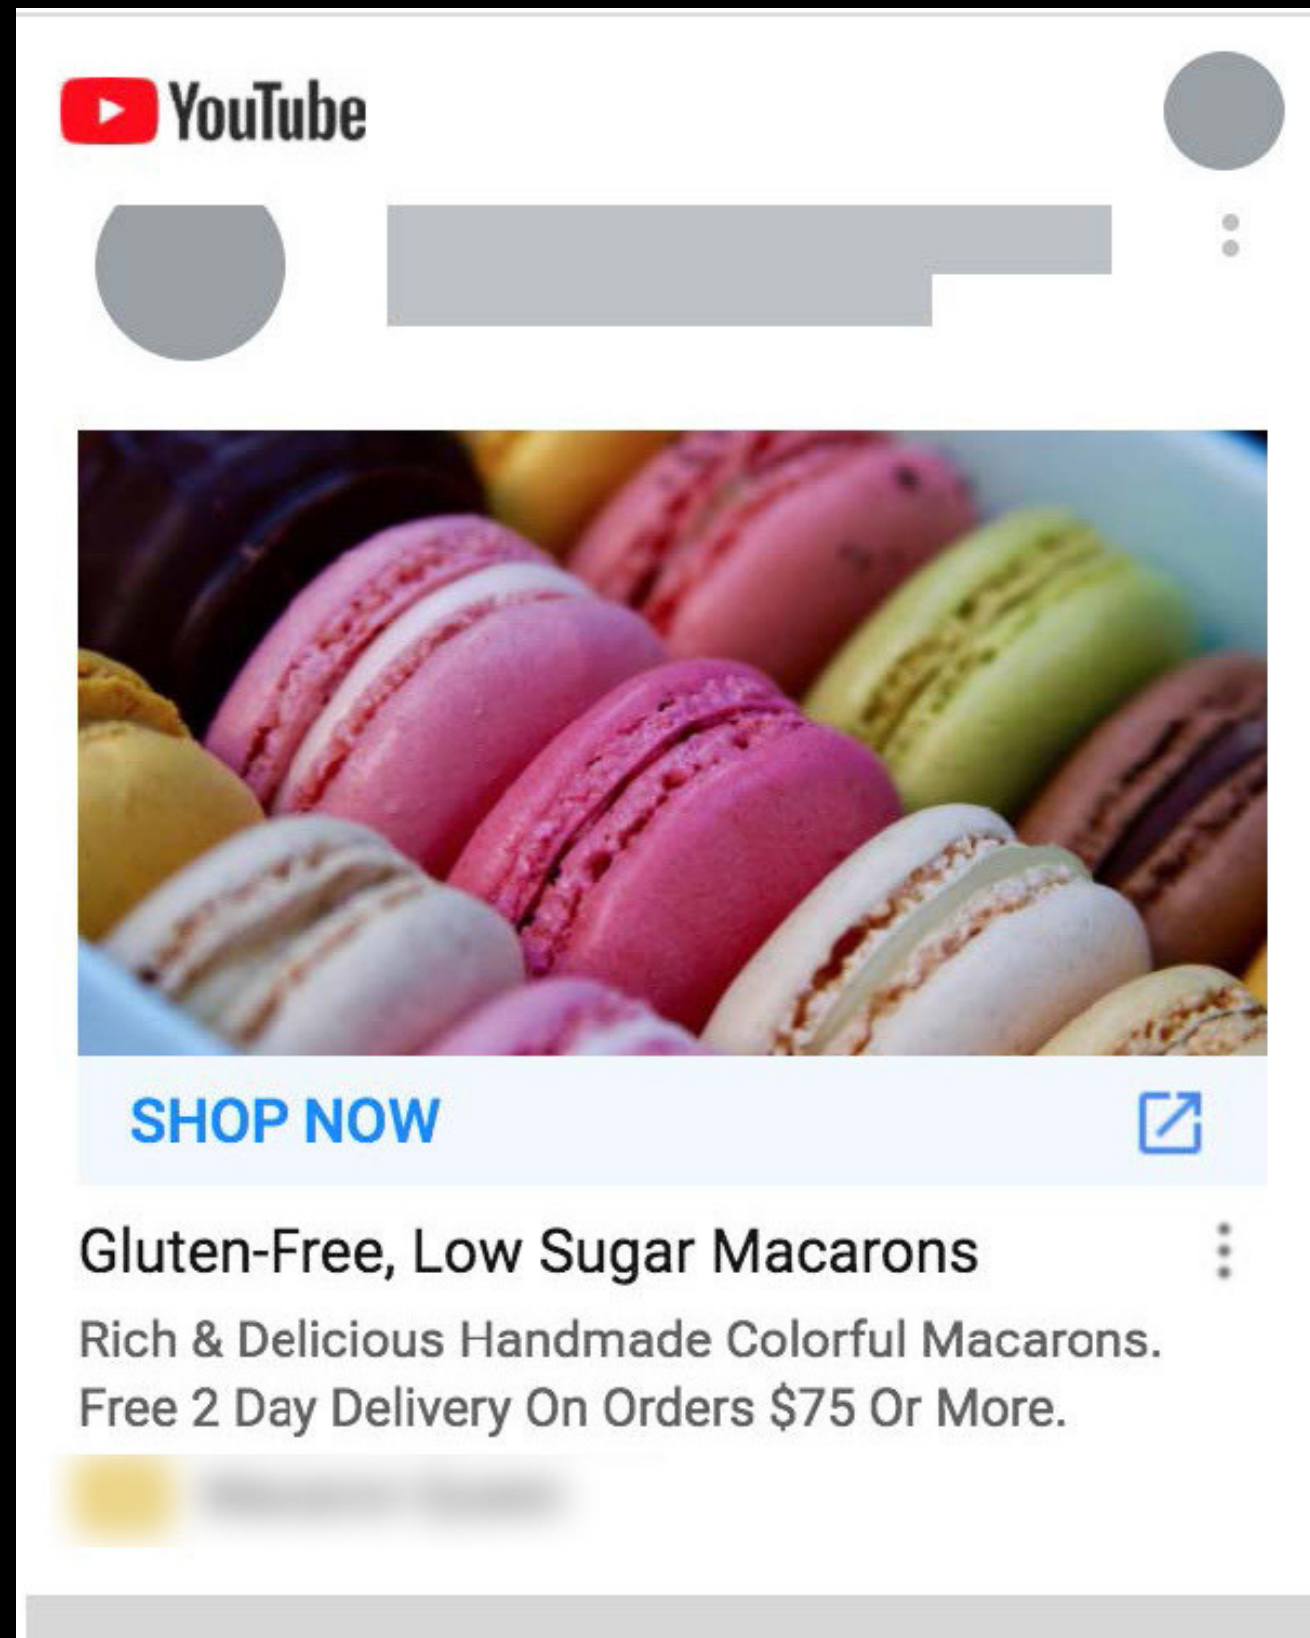 YouTube
SHOP NOW
Gluten-Free, Low Sugar Macarons
Rich & Delicious Handmade Colorful Macarons.
Free 2 Day Delivery On Orders $75 Or More.